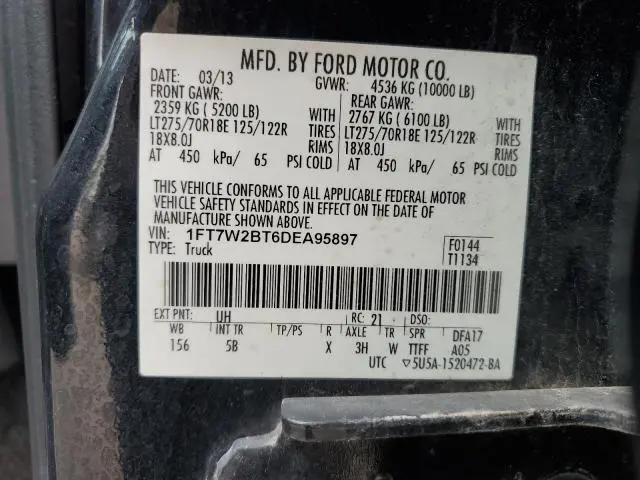 MFD. BY FORD MOTOR CO.
DATE: 03/13 GVWR: 4536 KG (10000 LB)
FRONT GAWR: REAR GAWR:
2359 KG (5200 LB) WITH 2767 KG (6100 LB) WITH
LT275/70R18E 125/122R TIRES LT275/70R18E 125/122R TIRES
18X8.0J RIMS 18X8.0J RIMS
AT 450 kPa/ 65 PSI COLD AT 450 kPa/ 65 PSI COLD
THIS VEHICLE CONFORMS TO ALL APPLICABLE FEDERAL MOTOR
VEHICLE SAFETY STANDARDS IN EFFECT ON THE DATE OF
MANUFACTURE SHOWN ABOVE.
VIN: 1FT7W2BT6DEA95897 F0144
TYPE: Truck T1134
EXT PNT: UH RC: 21 DSO:
WB INT TR TP/PS R AXLE TR SPR DFA17
156 5B X 3H W TTFF A05
UTC ▽5U5A-1520472-BA